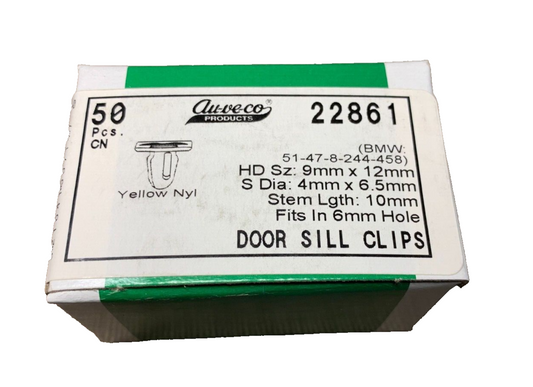 50
Pcs.
CN
Au-ve-co®
PRODUCTS
22861
(BMW:
51-47-8-244-458)
HD Sz: 9mm x 12mm
S Dia: 4mm x 6.5mm
Stem Lgth: 10mm
Fits In 6mm Hole
Yellow Nyl
DOOR SILL CLIPS